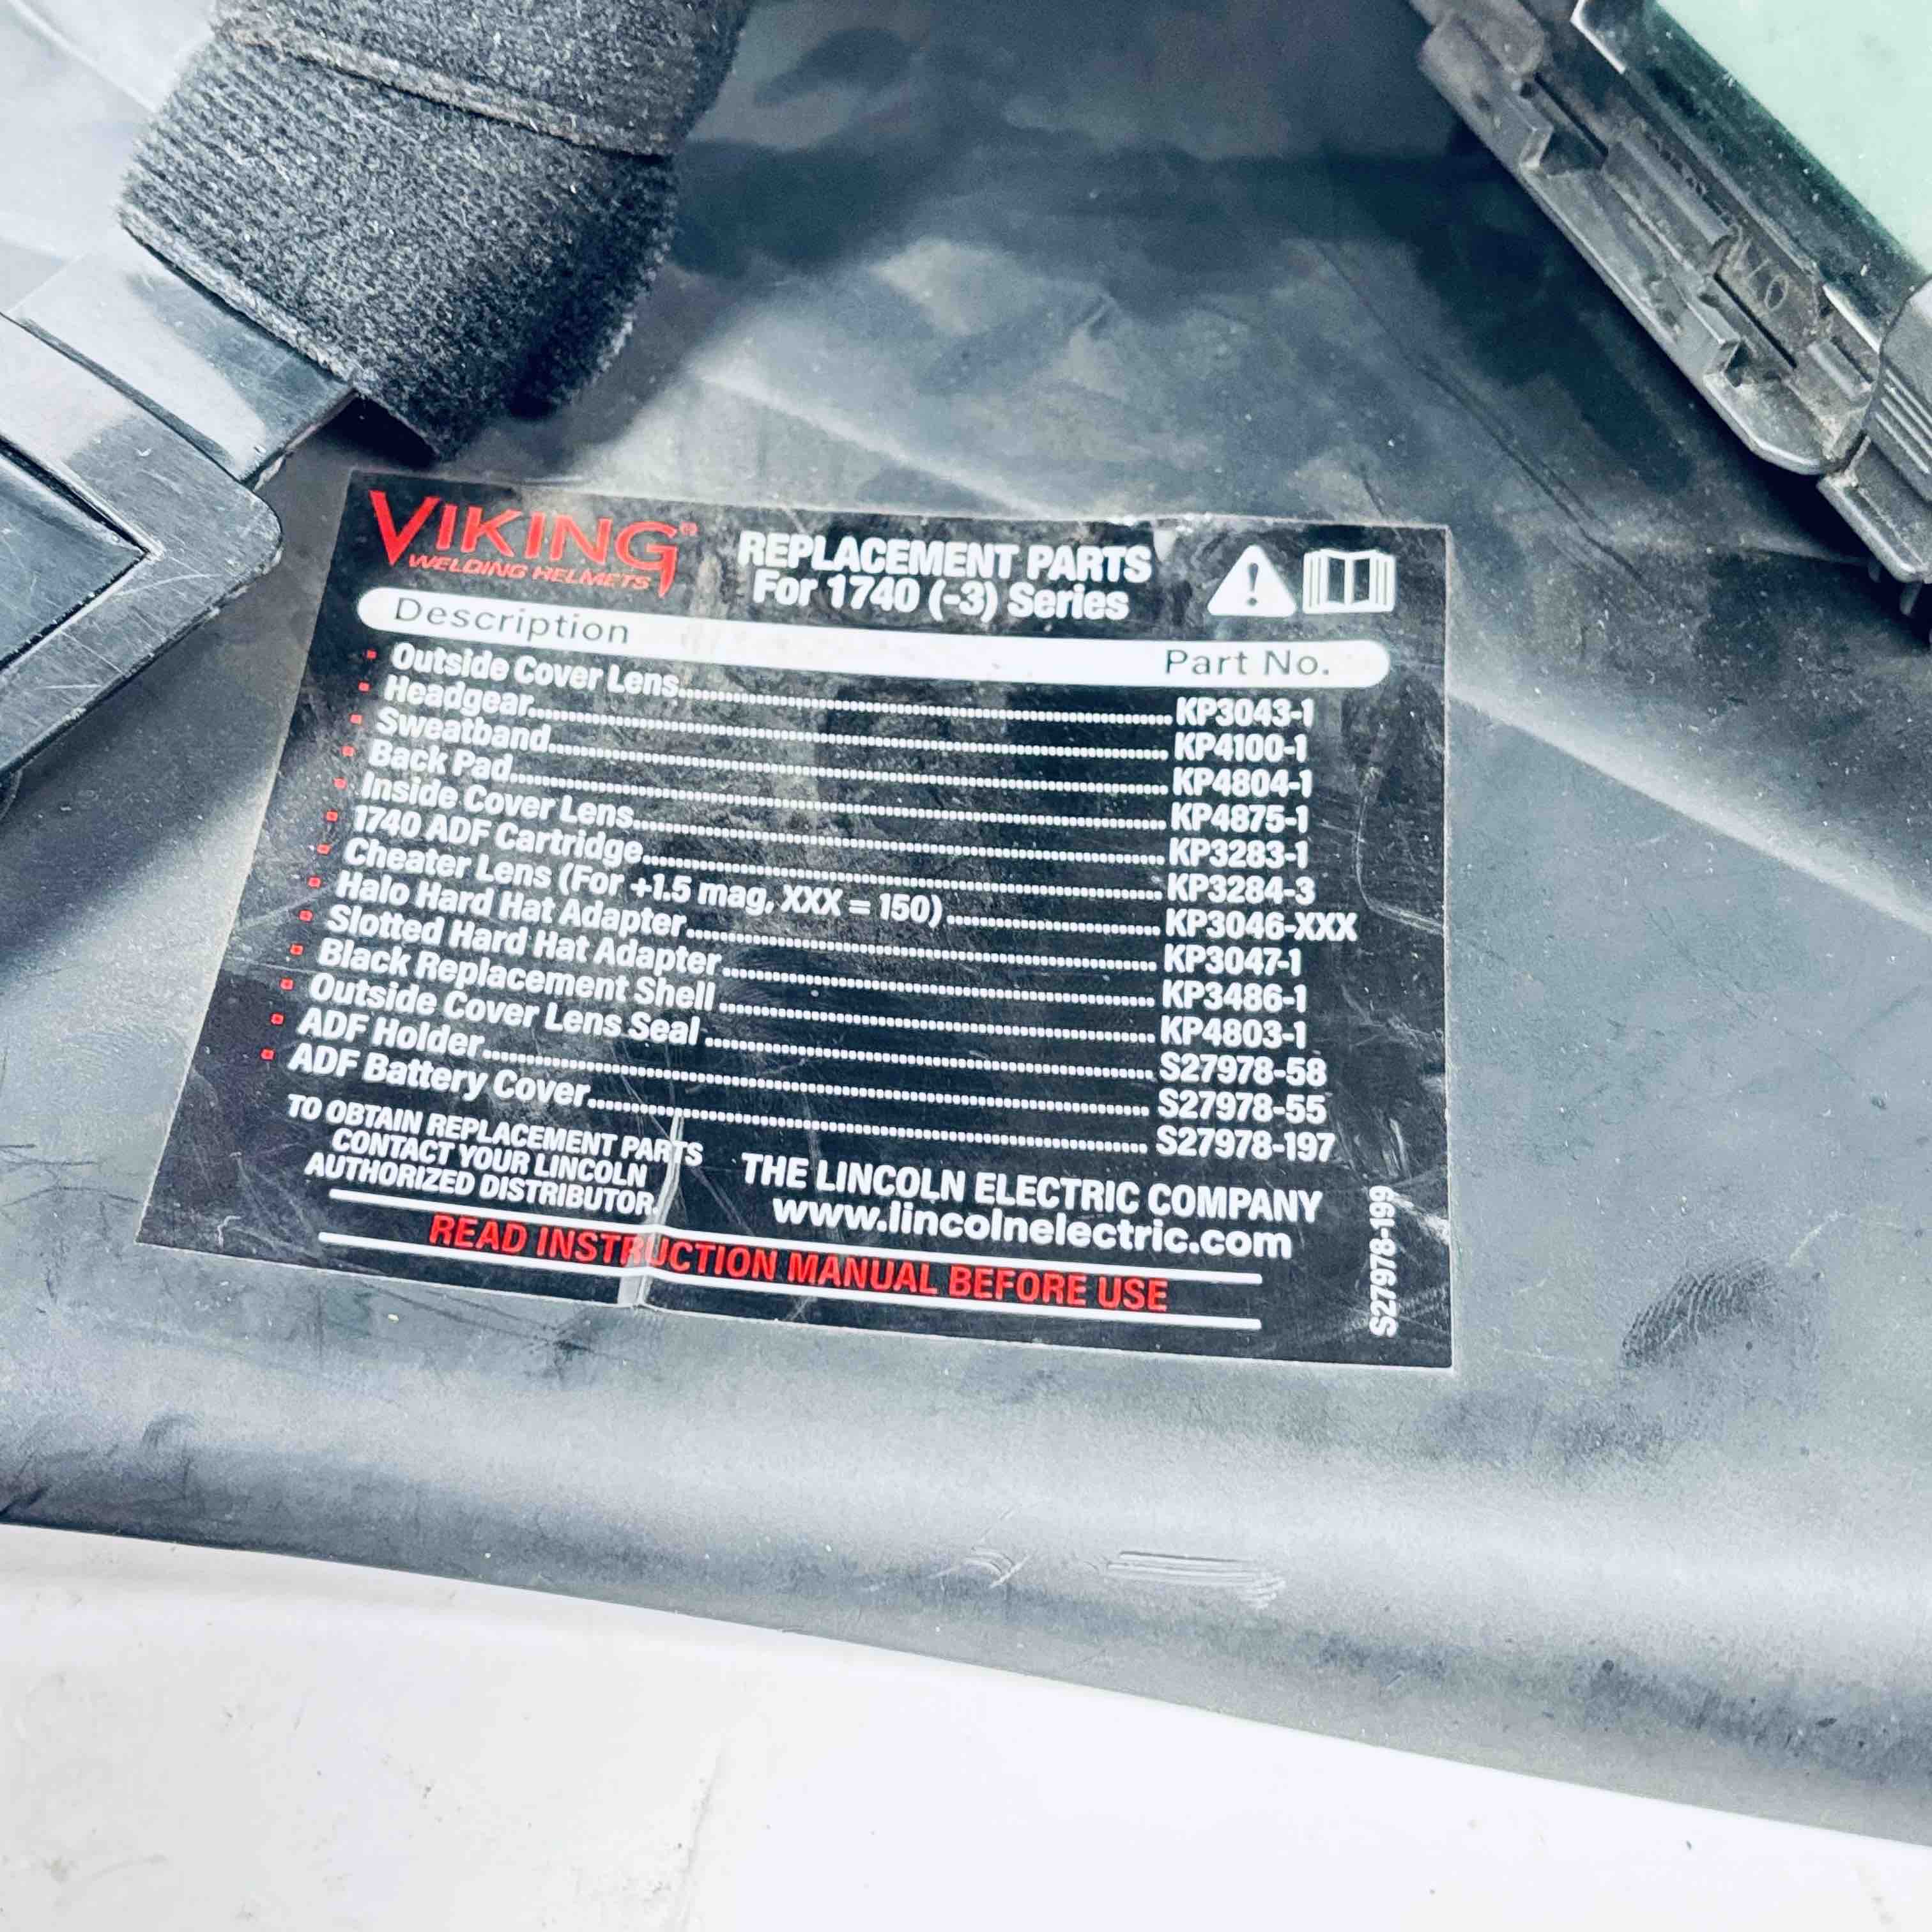 VIKING®
WELDING HELMETS
REPLACEMENT PARTS
For 1740 (-3) Series
Description Part No.
Outside Cover Lens KP3043-1
Headgear KP4100-1
Sweatband KP4804-1
Back Pad KP4875-1
Inside Cover Lens KP3283-1
1740 ADF Cartridge KP3284-3
Cheater Lens (For +1.5 mag, XXX = 150) KP3046-XXX
Halo Hard Hat Adapter KP3047-1
Slotted Hard Hat Adapter KP3486-1
Black Replacement Shell KP4803-1
Outside Cover Lens Seal S27978-58
ADF Holder S27978-55
ADF Battery Cover S27978-197
TO OBTAIN REPLACEMENT PARTS
CONTACT YOUR LINCOLN
AUTHORIZED DISTRIBUTOR.
THE LINCOLN ELECTRIC COMPANY
www.lincolnelectric.com
READ INSTRUCTION MANUAL BEFORE USE
S27978-199